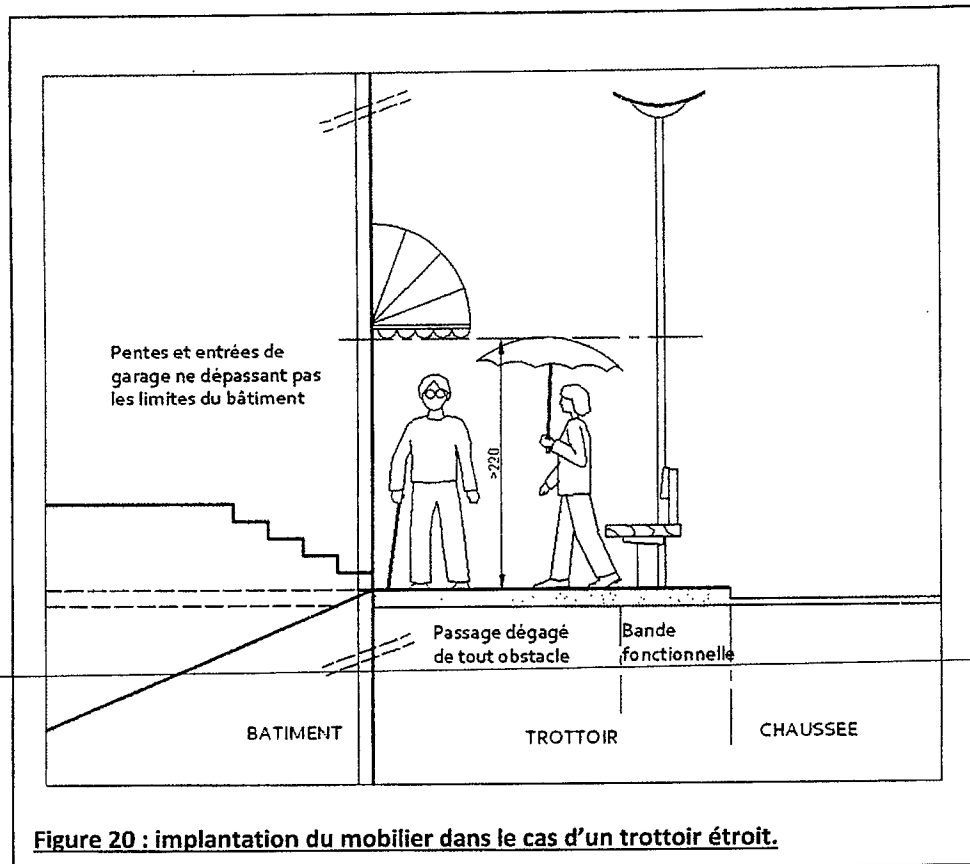 Pentes et entrées de
garage ne dépassant pas
les limites du bâtiment
>220
Passage dégagé
de tout obstacle
Bande
fonctionnelle
BATIMENT
TROTTOIR
CHAUSSEE
Figure 20 : implantation du mobilier dans le cas d'un trottoir étroit.